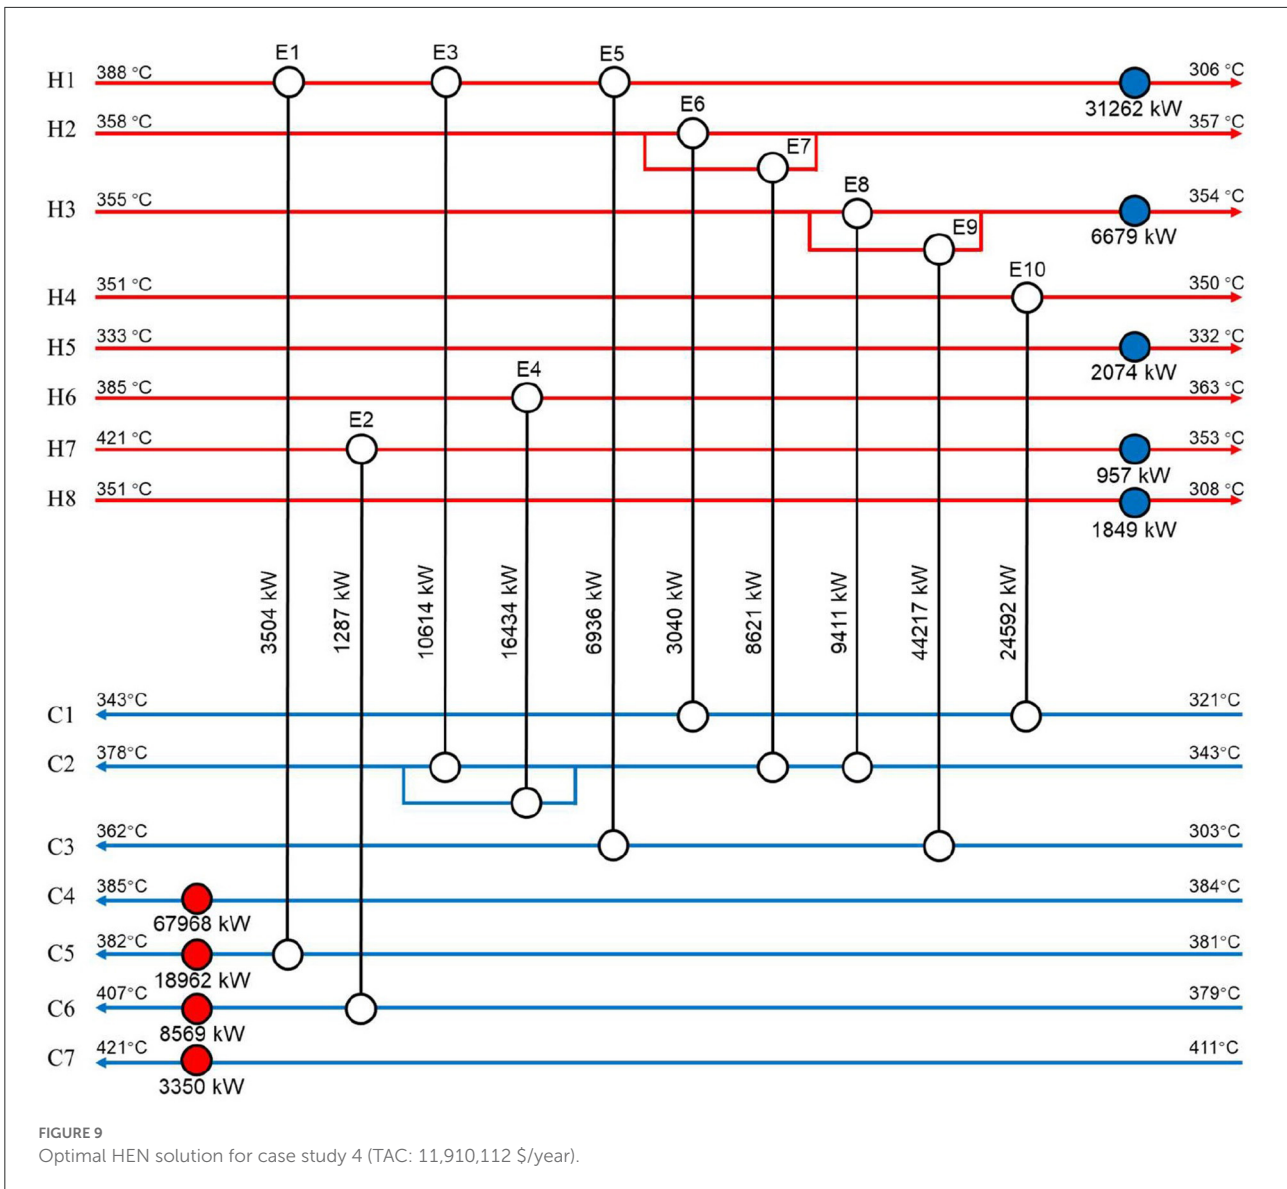 E1 E3 E5
H1 388 °C 306 °C
31262 kW
E6
H2 358 °C 357 °C
E7
E8
H3 355 °C 354 °C
6679 kW
E9
E10
H4 351 °C 350 °C
H5 333 °C 332 °C
2074 kW
E4
H6 385 °C 363 °C
E2
H7 421 °C 353 °C
957 kW
H8 351 °C 308 °C
1849 kW
3504 kW
1287 kW
10614 kW
16434 kW
6936 kW
3040 kW
8621 kW
9411 kW
44217 kW
24592 kW
C1 343°C 321°C
C2 378°C 343°C
C3 362°C 303°C
C4 385°C 384°C
67968 kW
C5 382°C 381°C
18962 kW
C6 407°C 379°C
8569 kW
C7 421°C 411°C
3350 kW
FIGURE 9
Optimal HEN solution for case study 4 (TAC: 11,910,112 $/year).